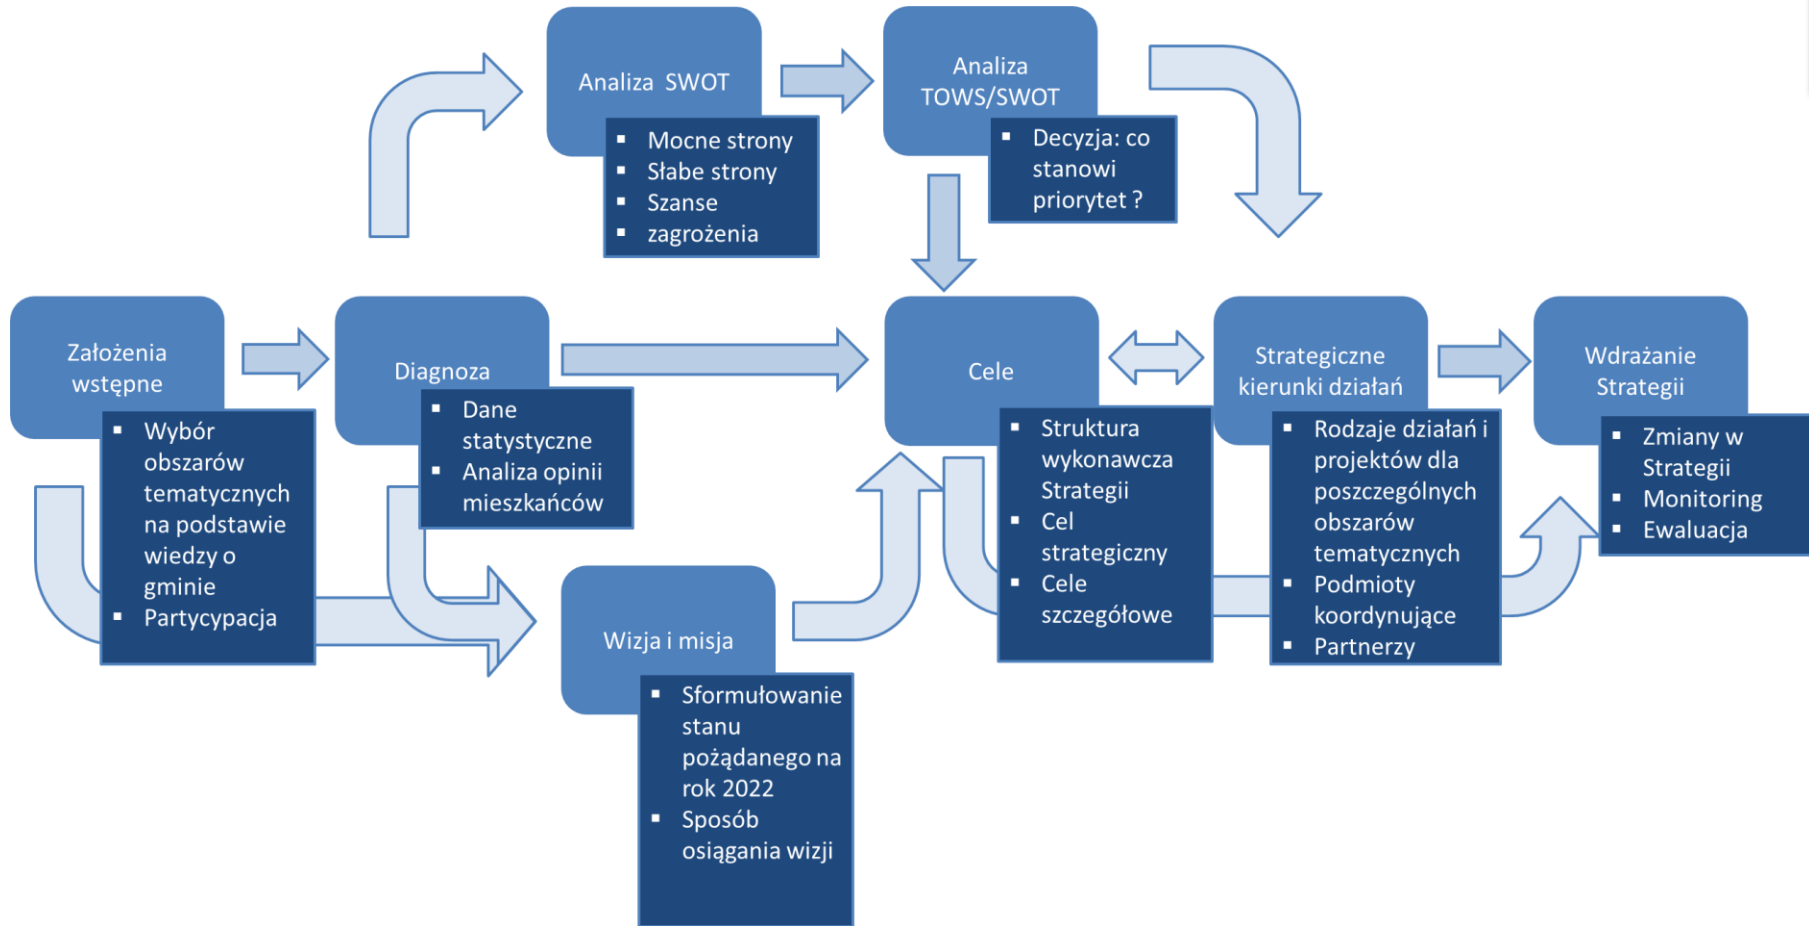 Analiza SWOT
Mocne strony
Słabe strony
Szanse
zagrożenia
Analiza
TOWS/SWOT
Decyzja: co
stanowi
priorytet ?
Założenia
wstępne
Wybór
obszarów
tematycznych
na podstawie
wiedzy o
gminie
Partycypacja
Diagnoza
Dane
statystyczne
Analiza opinii
mieszkańców
Wizja i misja
Sformułowanie
stanu
pożądanego na
rok 2022
Sposób
osiągania wizji
Cele
Struktura
wykonawcza
Strategii
Cel
strategiczny
Cele
szczegółowe
Strategiczne
kierunki działań
Rodzaje działań i
projektów dla
poszczególnych
obszarów
tematycznych
Podmioty
koordynujące
Partnerzy
Wdrażanie
Strategii
Zmiany w
Strategii
Monitoring
Ewaluacja